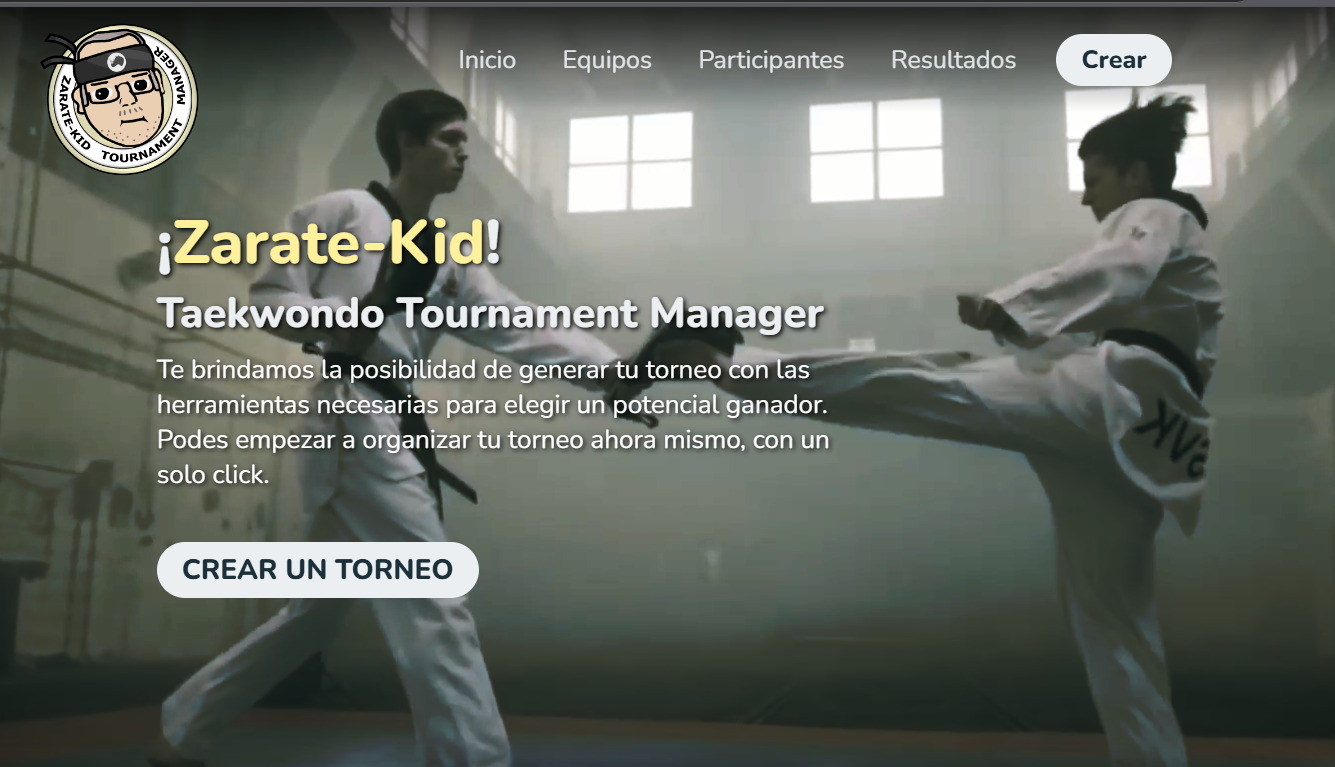 ZARATE-KID TOURNAMENT MANAGER
Inicio Equipos Participantes Resultados Crear
¡Zarate-Kid!
Taekwondo Tournament Manager
Te brindamos la posibilidad de generar tu torneo con las
herramientas necesarias para elegir un potencial ganador.
Podes empezar a organizar tu torneo ahora mismo, con un
solo click.
CREAR UN TORNEO